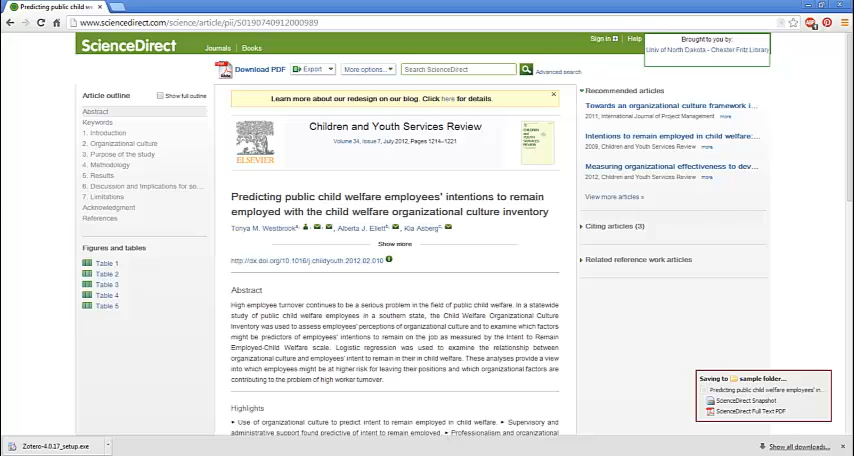 Predicting public child we
www.sciencedirect.com/science/article/pii/S0190740912000989
ScienceDirect
Journals | Books
Sign in | Help
Brought to you by:
Univ of North Dakota - Chester Fritz Library
Download PDF
Export
More options...
Search ScienceDirect
Advanced search
Article outline
Show full outline
Abstract
Keywords
1. Introduction
2. Organizational culture
3. Purpose of the study
4. Methodology
5. Results
6. Discussion and Implications for so...
7. Limitations
Acknowledgment
References
Figures and tables
Table 1
Table 2
Table 3
Table 4
Table 5
Learn more about our redesign on our blog. Click here for details.
ELSEVIER
Children and Youth Services Review
Volume 34, Issue 7, July 2012, Pages 1214–1221
Predicting public child welfare employees' intentions to remain
employed with the child welfare organizational culture inventory
Tonya M. Westbrook, Alberta J. Ellett, Kia Asberg
Show more
http://dx.doi.org/10.1016/j.childyouth.2012.02.010
Abstract
High employee turnover continues to be a serious problem in the field of public child welfare. In a statewide
study of public child welfare employees in a southern state, the Child Welfare Organizational Culture
Inventory was used to assess employee's perceptions of organizational culture and to examine which factors
might be predictors of employees' intentions to remain on the job as measured by the Intent to Remain
Employed-Child Welfare scale. Logistic regression was used to examine the relationship between
organizational culture and employees' intent to remain in their in child welfare. These analyses provide a view
into which employees might be at higher risk for leaving their positions and which organizational factors are
contributing to the problem of high worker turnover.
Highlights
► Use of organizational culture to predict intent to remain employed in child welfare. ► Supervisory and
administrative support found predictive of intent to remain employed. ► Professionalism and organizational
Recommended articles
Towards an organizational culture framework i...
2011, International Journal of Project Management more
Intentions to remain employed in child welfare:...
2009, Children and Youth Services Review more
Measuring organizational effectiveness to dev...
2012, Children and Youth Services Review more
View more articles »
Citing articles (3)
Related reference work articles
Saving to sample folder...
Predicting public child welfare employees' in...
ScienceDirect Snapshot
ScienceDirect Full Text PDF
Zotero-4.0.17_setup.exe
Show all downloads...